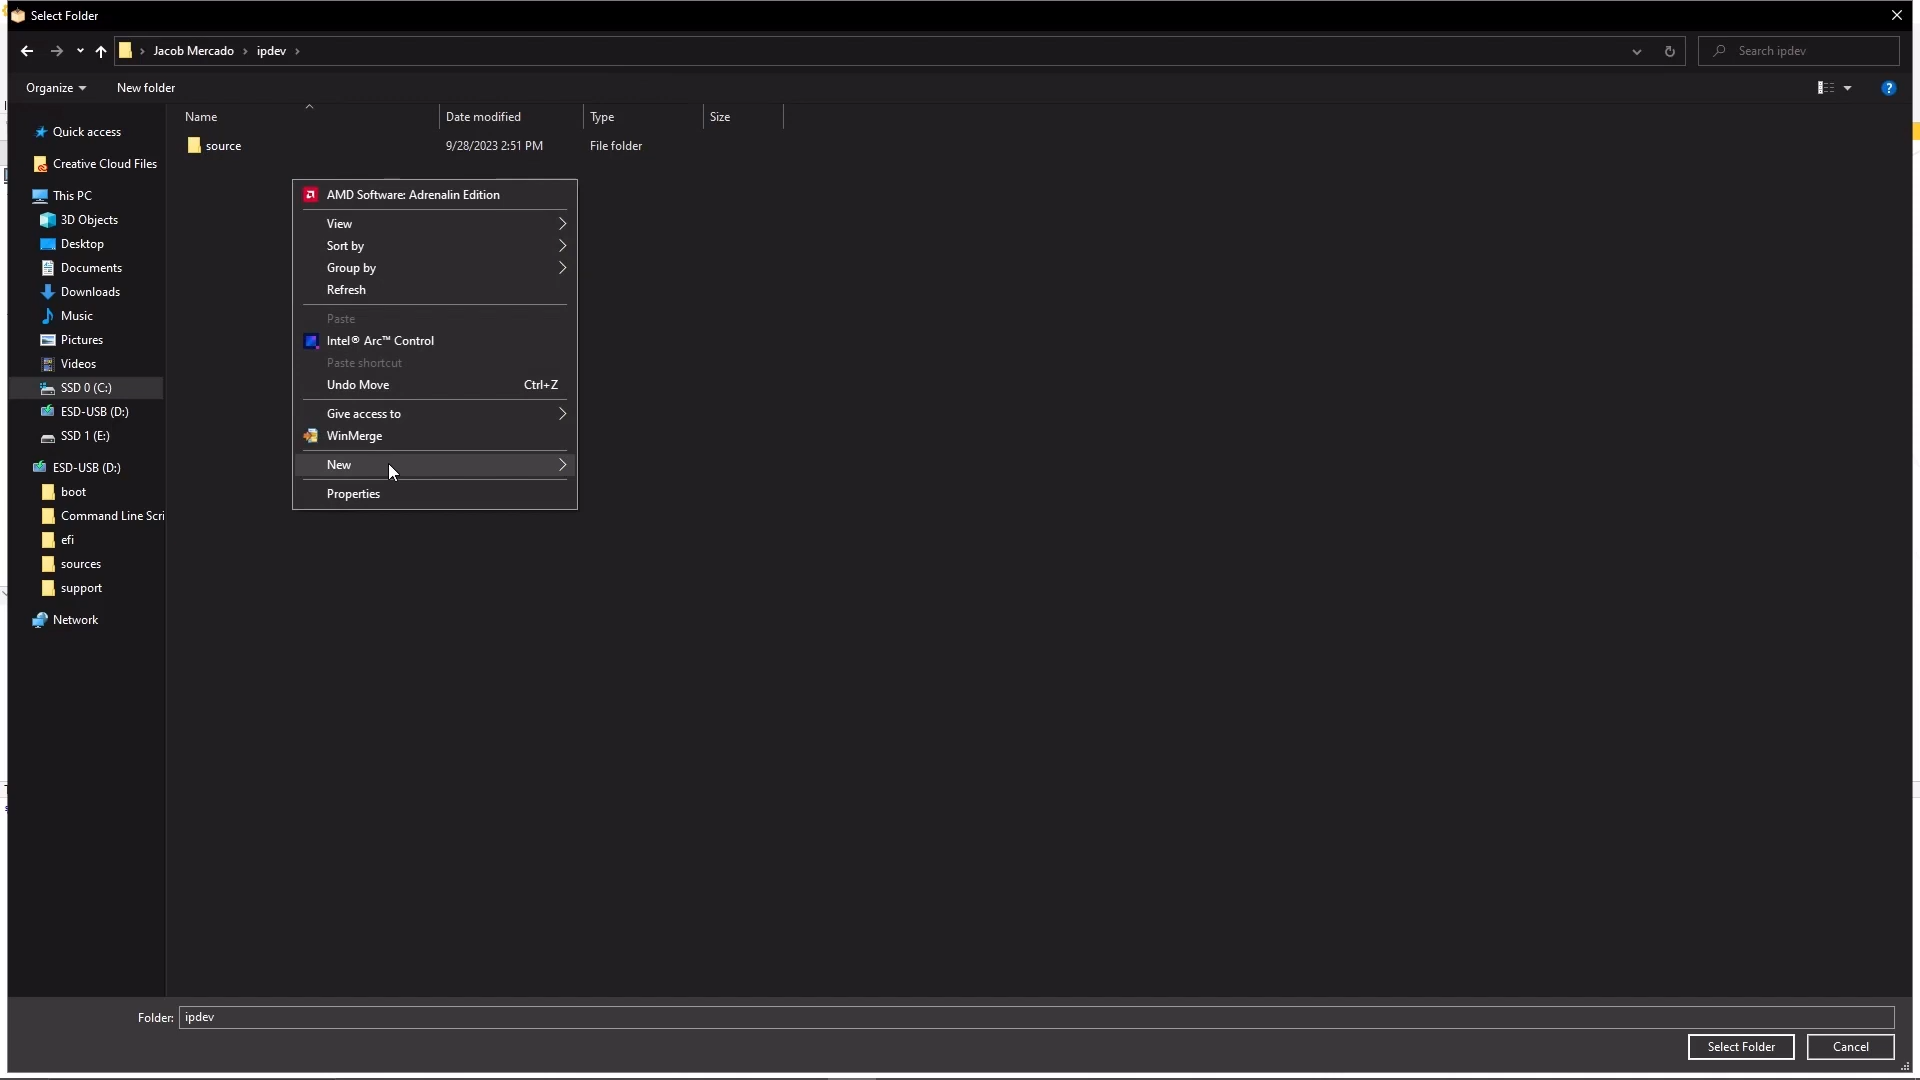 Select Folder
Jacob Mercado
ipdev
Search ipdev
Organize
New folder
Name
Date modified
Type
Size
source
9/28/2023 2:51 PM
File folder
Quick access
Creative Cloud Files
This PC
3D Objects
Desktop
Documents
Downloads
Music
Pictures
Videos
SSD 0 (C:)
ESD-USB (D:)
SSD 1 (E:)
ESD-USB (D:)
boot
Command Line Scri
efi
sources
support
Network
AMD Software: Adrenalin Edition
View
Sort by
Group by
Refresh
Paste
Intel® Arc™ Control
Paste shortcut
Undo Move Ctrl+Z
Give access to
WinMerge
New
Properties
Folder: ipdev
Select Folder
Cancel